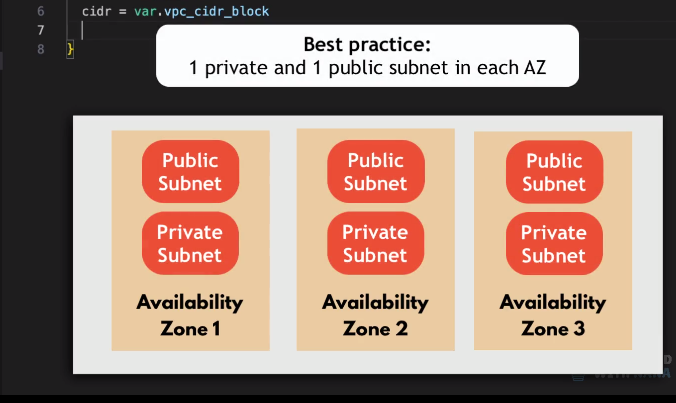 6 cidr = var.vpc_cidr_block
7
8 }
Best practice:
1 private and 1 public subnet in each AZ
Public
Subnet
Private
Subnet
Availability
Zone 1
Public
Subnet
Private
Subnet
Availability
Zone 2
Public
Subnet
Private
Subnet
Availability
Zone 3